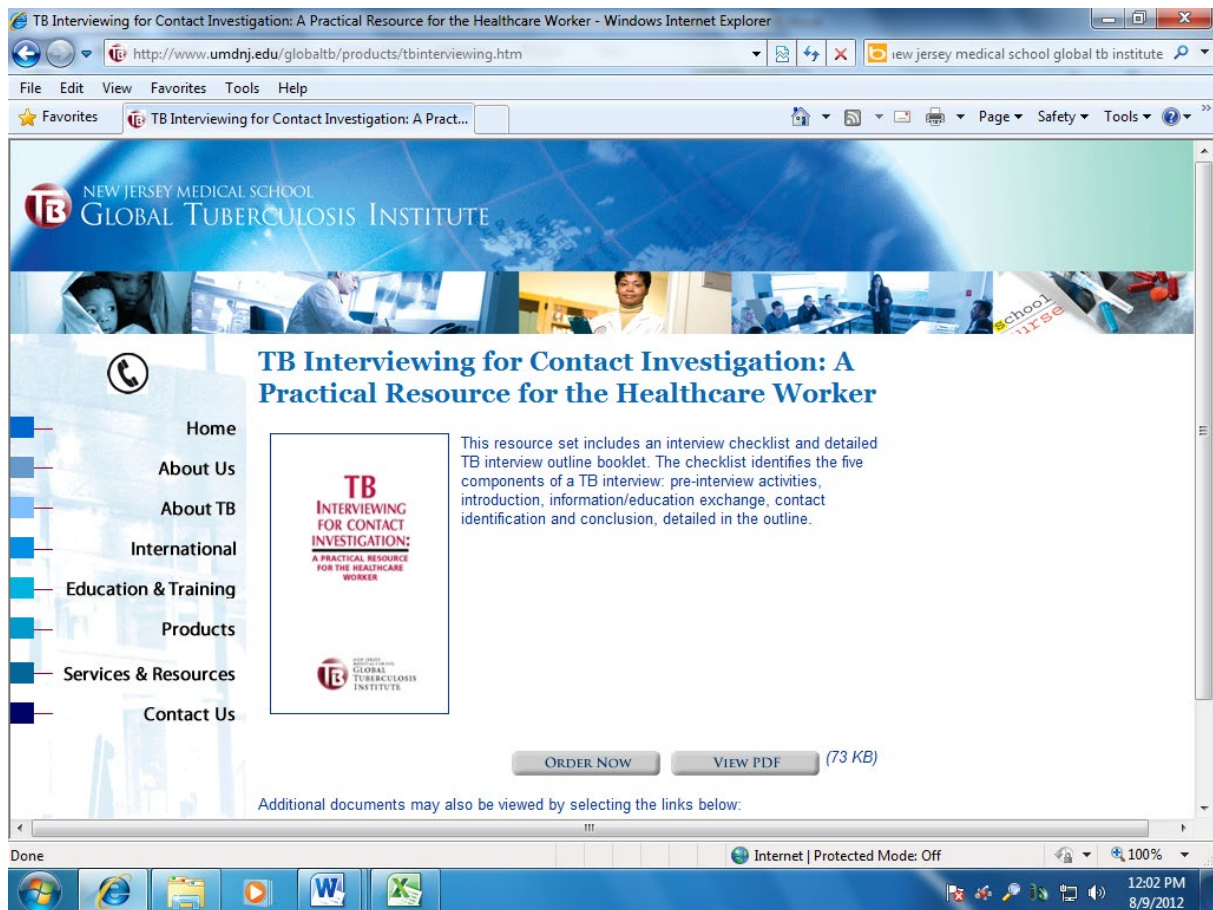 TB Interviewing for Contact Investigation: A Practical Resource for the Healthcare Worker - Windows Internet Explorer
http://www.umdnj.edu/globaltb/products/tbinterviewing.htm
iew jersey medical school global tb institute
File Edit View Favorites Tools Help
Favorites
TB Interviewing for Contact Investigation: A Pract...
Page Safety Tools
NEW JERSEY MEDICAL SCHOOL
GLOBAL TUBERCULOSIS INSTITUTE
school
nurse
TB Interviewing for Contact Investigation: A
Practical Resource for the Healthcare Worker
Home
About Us
About TB
International
Education & Training
Products
Services & Resources
Contact Us
TB
INTERVIEWING
FOR CONTACT
INVESTIGATION:
A PRACTICAL RESOURCE
FOR THE HEALTHCARE
WORKER
NEW JERSEY
MEDICAL SCHOOL
GLOBAL
TUBERCULOSIS
INSTITUTE
This resource set includes an interview checklist and detailed
TB interview outline booklet. The checklist identifies the five
components of a TB interview: pre-interview activities,
introduction, information/education exchange, contact
identification and conclusion, detailed in the outline.
ORDER NOW
VIEW PDF
(73 KB)
Additional documents may also be viewed by selecting the links below:
Done
Internet | Protected Mode: Off
100%
12:02 PM
8/9/2012